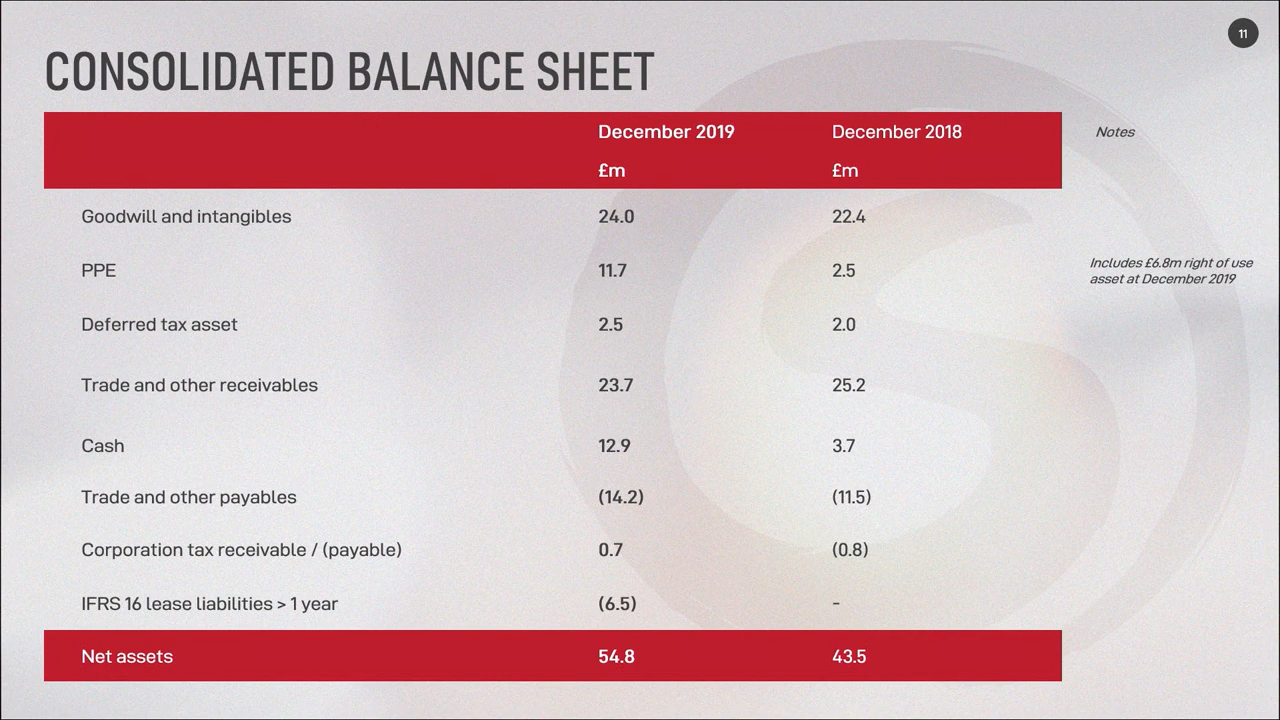 11
CONSOLIDATED BALANCE SHEET
December 2019 December 2018 Notes
£m £m
Goodwill and intangibles 24.0 22.4
PPE 11.7 2.5 Includes £6.8m right of use
asset at December 2019
Deferred tax asset 2.5 2.0
Trade and other receivables 23.7 25.2
Cash 12.9 3.7
Trade and other payables (14.2) (11.5)
Corporation tax receivable / (payable) 0.7 (0.8)
IFRS 16 lease liabilities > 1 year (6.5) -
Net assets 54.8 43.5